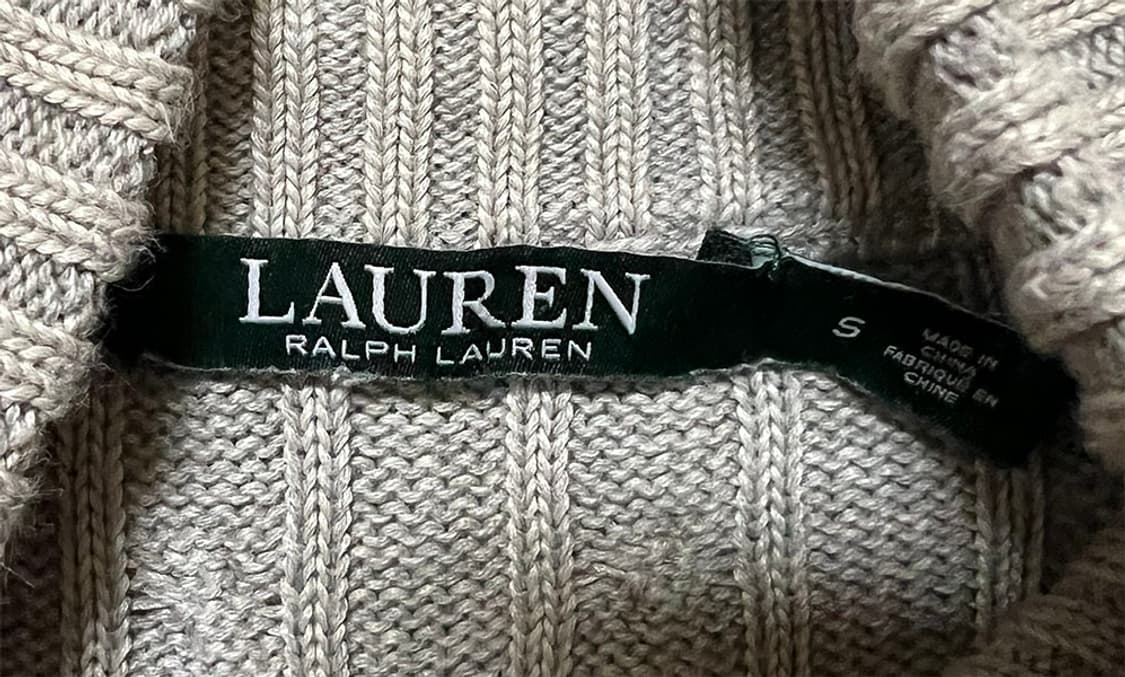 LAUREN
RALPH LAUREN
S
MADE IN
CHINA
FABRIQUÉ EN
CHINE